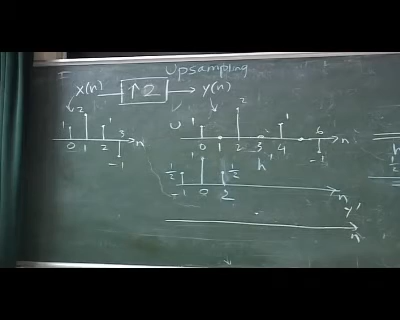 I Upsampling
x(n) ↑2 y(n)
1 2 1 3 n
0 1 2
-1
U 1 2 1 6 n
0 1 2 3 4
-1
1/2 1 1/2 h'
-1 0 2 n
y'
n
h